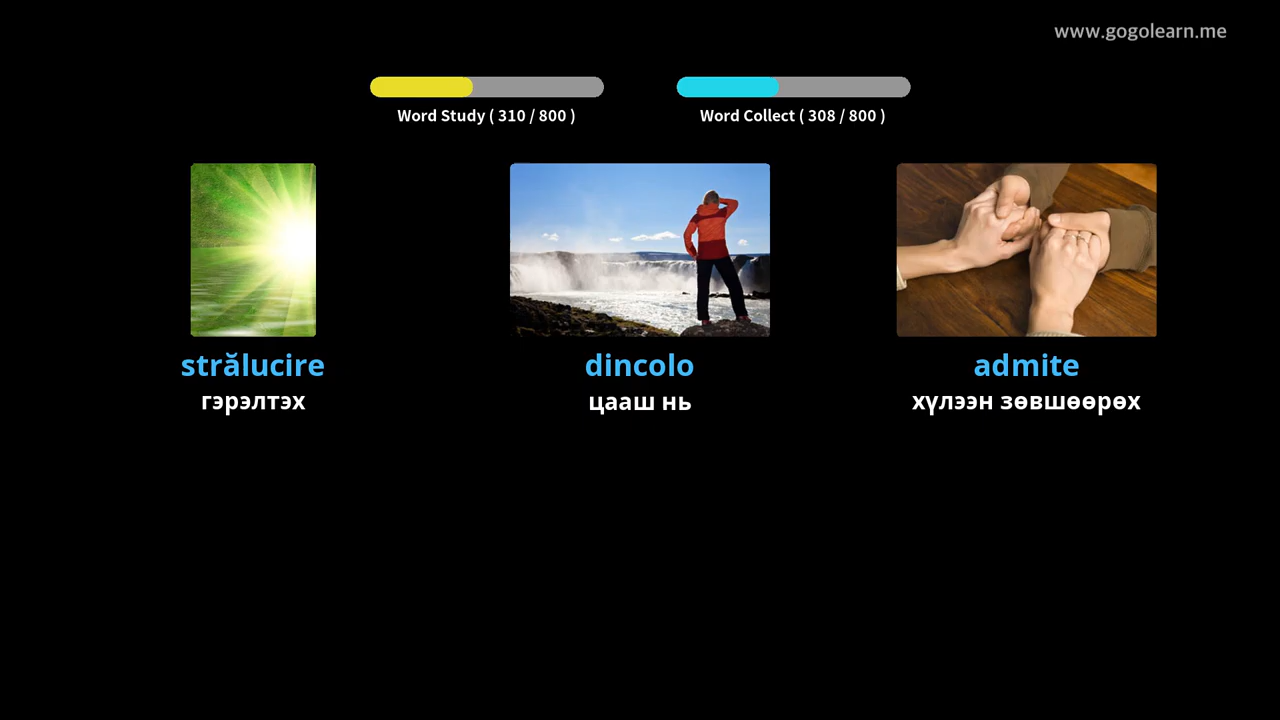 www.gogolearn.me
Word Study ( 310 / 800 )
Word Collect ( 308 / 800 )
strălucire
dincolo
admite
гэрэлтэх
цааш нь
хүлээн зөвшөөрөх